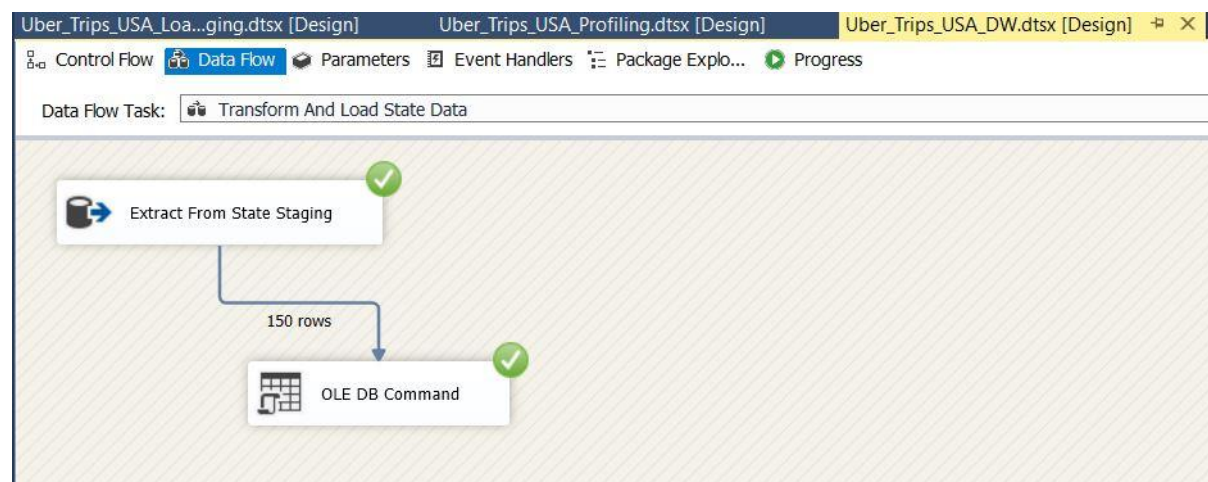 Uber_Trips_USA_Loa...ging.dtsx [Design] Uber_Trips_USA_Profiling.dtsx [Design] Uber_Trips_USA_DW.dtsx [Design]
Control Flow Data Flow Parameters Event Handlers Package Explo... Progress
Data Flow Task: Transform And Load State Data
Extract From State Staging
150 rows
OLE DB Command